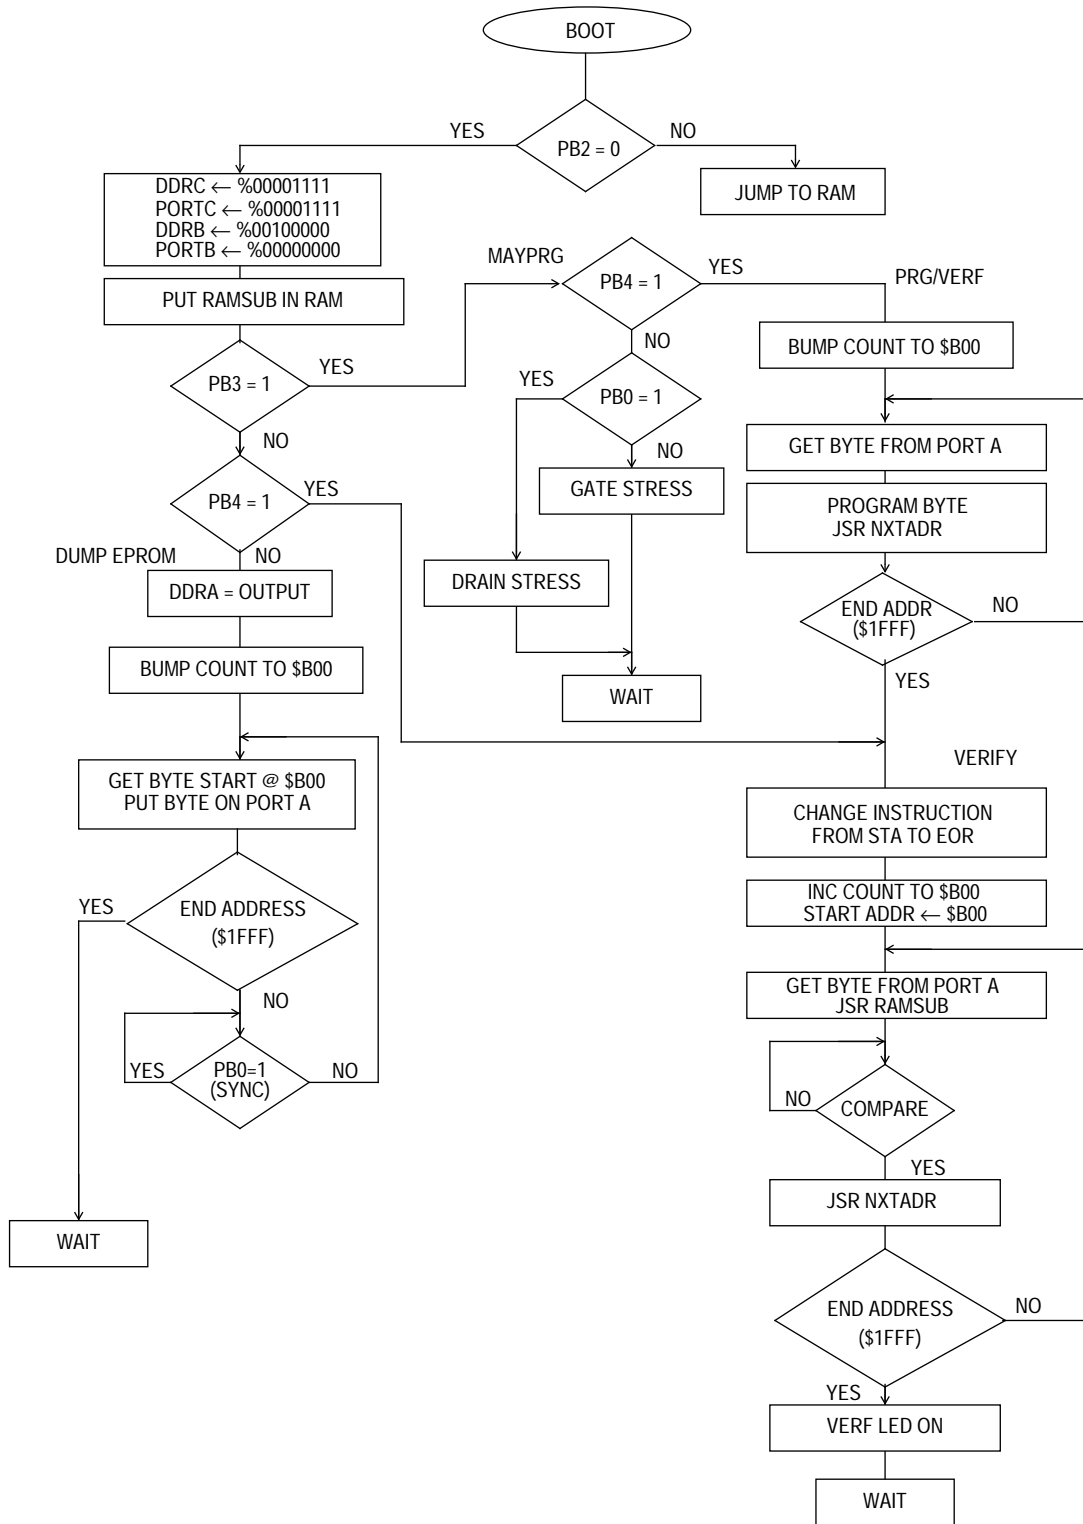 BOOT
YES
NO
PB2 = 0
DDRC ← %00001111
PORTC ← %00001111
DDRB ← %00100000
PORTB ← %00000000
JUMP TO RAM
PUT RAMSUB IN RAM
MAYPRG
PB4 = 1
YES
PRG/VERF
NO
BUMP COUNT TO $B00
PB3 = 1
YES
NO
YES
PB0 = 1
NO
GET BYTE FROM PORT A
PB4 = 1
YES
NO
GATE STRESS
PROGRAM BYTE
JSR NXTADR
DUMP EPROM
DDRA = OUTPUT
DRAIN STRESS
END ADDR
($1FFF)
NO
YES
BUMP COUNT TO $B00
WAIT
VERIFY
GET BYTE START @ $B00
PUT BYTE ON PORT A
CHANGE INSTRUCTION
FROM STA TO EOR
YES
END ADDRESS
($1FFF)
NO
INC COUNT TO $B00
START ADDR ← $B00
GET BYTE FROM PORT A
JSR RAMSUB
YES
PB0=1
(SYNC)
NO
NO
COMPARE
YES
JSR NXTADR
WAIT
END ADDRESS
($1FFF)
NO
YES
VERF LED ON
WAIT